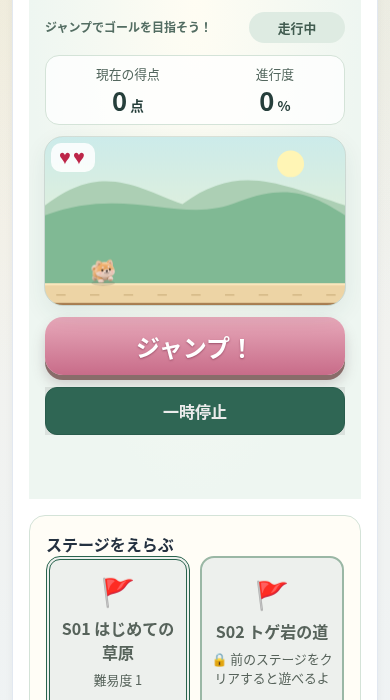 ジャンプでゴールを目指そう！
走行中
現在の得点
進行度
0 点
0 %
ジャンプ！
一時停止
ステージをえらぶ
S01 はじめての
草原
難易度 1
S02 トゲ岩の道
🔒 前のステージをク
リアすると遊べるよ